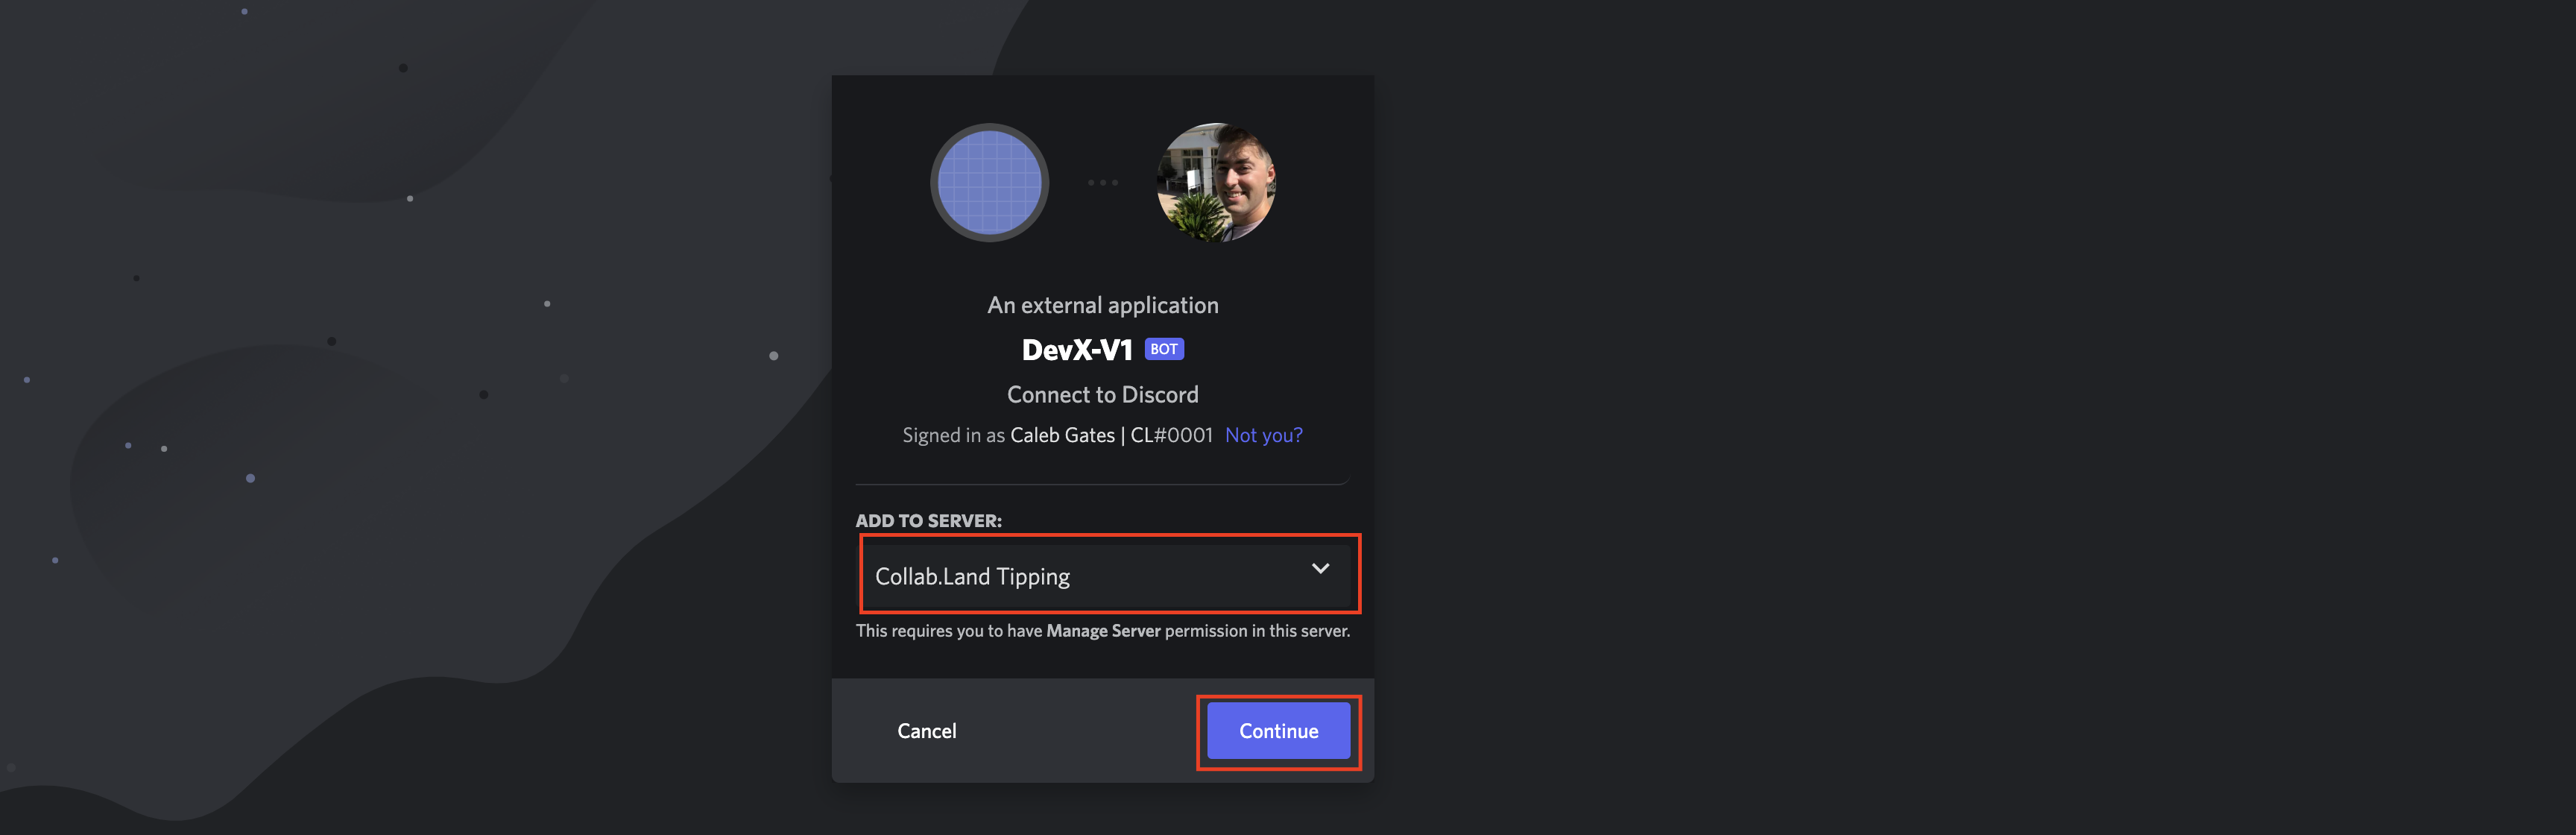 An external application
DevX-V1 BOT
Connect to Discord
Signed in as Caleb Gates | CL#0001 Not you?
ADD TO SERVER:
Collab.Land Tipping
This requires you to have Manage Server permission in this server.
Cancel
Continue